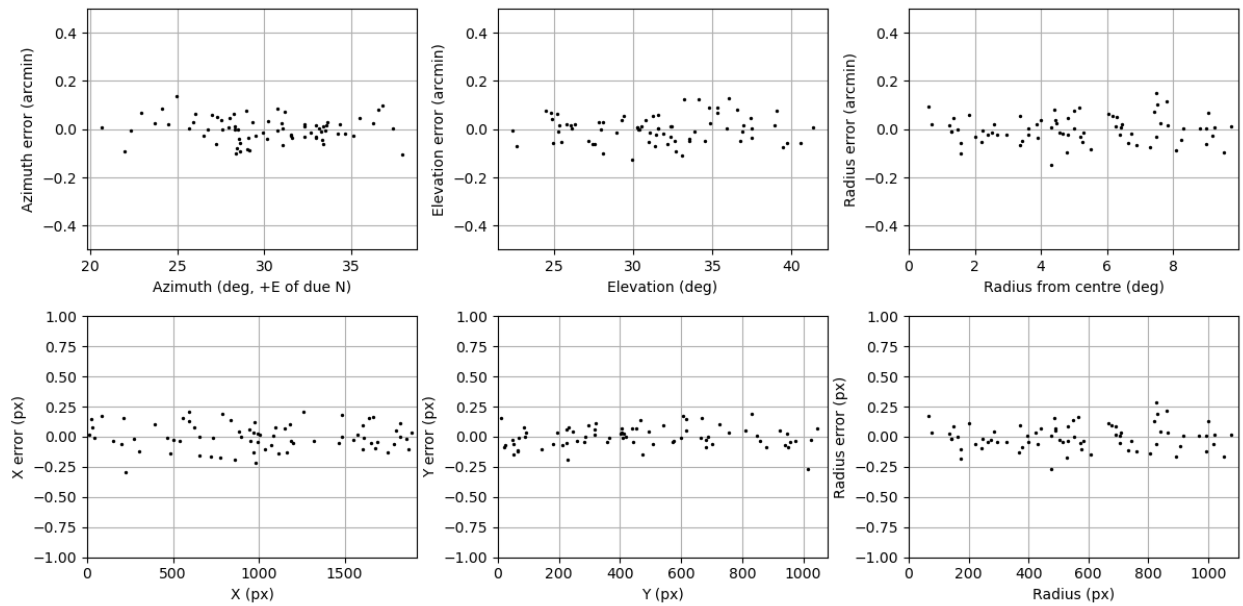 0.4
0.2
0.0
−0.2
−0.4
Azimuth error (arcmin)
20 25 30 35
Azimuth (deg, +E of due N)
0.4
0.2
0.0
−0.2
−0.4
Elevation error (arcmin)
25 30 35 40
Elevation (deg)
0.4
0.2
0.0
−0.2
−0.4
Radius error (arcmin)
0 2 4 6 8
Radius from centre (deg)
1.00
0.75
0.50
0.25
0.00
−0.25
−0.50
−0.75
−1.00
X error (px)
0 500 1000 1500
X (px)
1.00
0.75
0.50
0.25
0.00
−0.25
−0.50
−0.75
−1.00
Y error (px)
0 200 400 600 800 1000
Y (px)
1.00
0.75
0.50
0.25
0.00
−0.25
−0.50
−0.75
−1.00
Radius error (px)
0 200 400 600 800 1000
Radius (px)